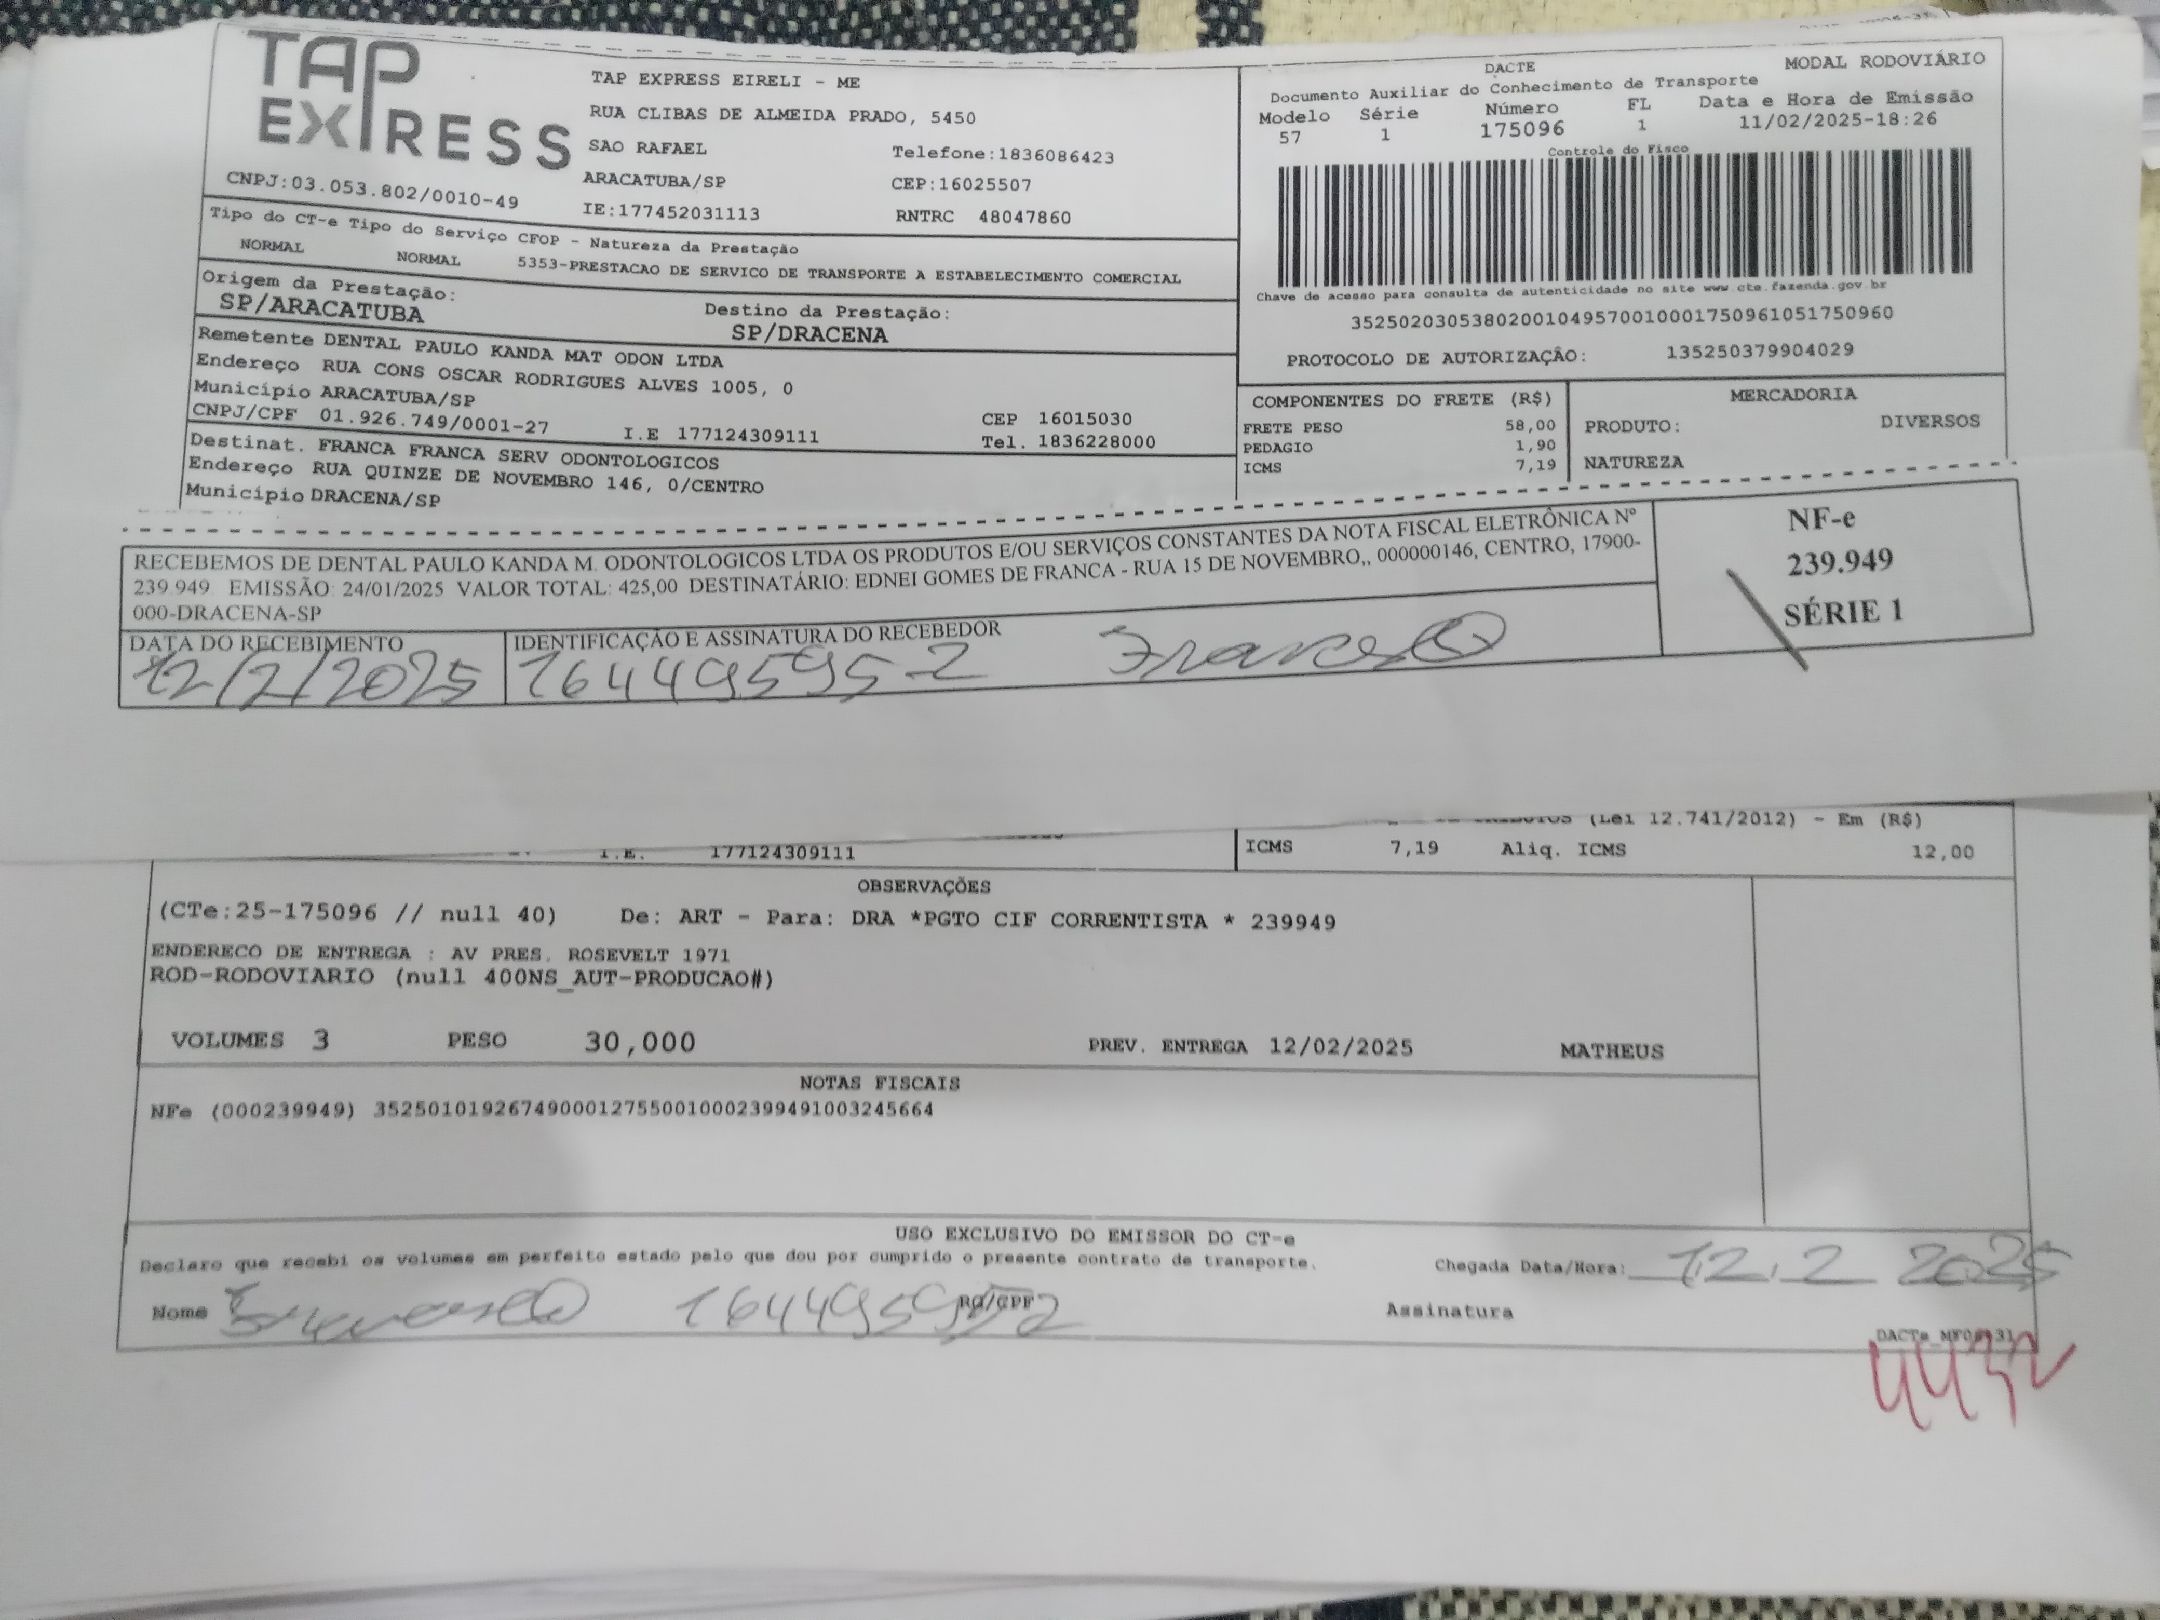 TAP EXPRESS
TAP EXPRESS EIRELI - ME
RUA CLIBAS DE ALMEIDA PRADO, 5450
SAO RAFAEL Telefone:1836086423
ARACATUBA/SP CEP:16025507
CNPJ:03.053.802/0010-49 IE:177452031113 RNTRC 48047860
Tipo do CT-e Tipo do Serviço CFOP - Natureza da Prestação
NORMAL NORMAL 5353-PRESTACAO DE SERVICO DE TRANSPORTE A ESTABELECIMENTO COMERCIAL
Origem da Prestação: Destino da Prestação:
SP/ARACATUBA SP/DRACENA
Remetente DENTAL PAULO KANDA MAT ODON LTDA
Endereço RUA CONS OSCAR RODRIGUES ALVES 1005, 0
Município ARACATUBA/SP CEP 16015030
CNPJ/CPF 01.926.749/0001-27 I.E 177124309111 Tel. 1836228000
Destinat. FRANCA FRANCA SERV ODONTOLOGICOS
Endereço RUA QUINZE DE NOVEMBRO 146, 0/CENTRO
Município DRACENA/SP
DACTE MODAL RODOVIÁRIO
Documento Auxiliar do Conhecimento de Transporte
Modelo Série Número FL Data e Hora de Emissão
57 1 175096 1 11/02/2025-18:26
Controle do Fisco
Chave de acesso para consulta de autenticidade no site www.cte.fazenda.gov.br
35250203053802001049570010001750961051750960
PROTOCOLO DE AUTORIZAÇÃO: 135250379904029
COMPONENTES DO FRETE (R$) MERCADORIA
FRETE PESO 58,00 PRODUTO: DIVERSOS
PEDAGIO 1,90
ICMS 7,19 NATUREZA
RECEBEMOS DE DENTAL PAULO KANDA M. ODONTOLOGICOS LTDA OS PRODUTOS E/OU SERVIÇOS CONSTANTES DA NOTA FISCAL ELETRÔNICA Nº
239.949 EMISSÃO: 24/01/2025 VALOR TOTAL: 425,00 DESTINATÁRIO: EDNEI GOMES DE FRANCA - RUA 15 DE NOVEMBRO,, 000000146, CENTRO, 17900-
000-DRACENA-SP
NF-e
239.949
SÉRIE 1
DATA DO RECEBIMENTO IDENTIFICAÇÃO E ASSINATURA DO RECEBEDOR
12/2/2025 164495952
(Lei 12.741/2012) - Em (R$)
I.E. 177124309111 ICMS 7,19 Aliq. ICMS 12,00
OBSERVAÇÕES
(CTe:25-175096 // null 40) De: ART - Para: DRA *PGTO CIF CORRENTISTA * 239949
ENDERECO DE ENTREGA : AV PRES. ROSEVELT 1971
ROD-RODOVIARIO (null 400NS_AUT-PRODUCAO#)
VOLUMES 3 PESO 30,000 PREV. ENTREGA 12/02/2025 MATHEUS
NOTAS FISCAIS
NFe (000239949) 35250101926749000127550010002399491003245664
USO EXCLUSIVO DO EMISSOR DO CT-e
Declaro que recebi os volumes em perfeito estado pelo que dou por cumprido o presente contrato de transporte. Chegada Data/Hora: 12.2 2025
Nome 164495952 RG/CPF Assinatura
4432